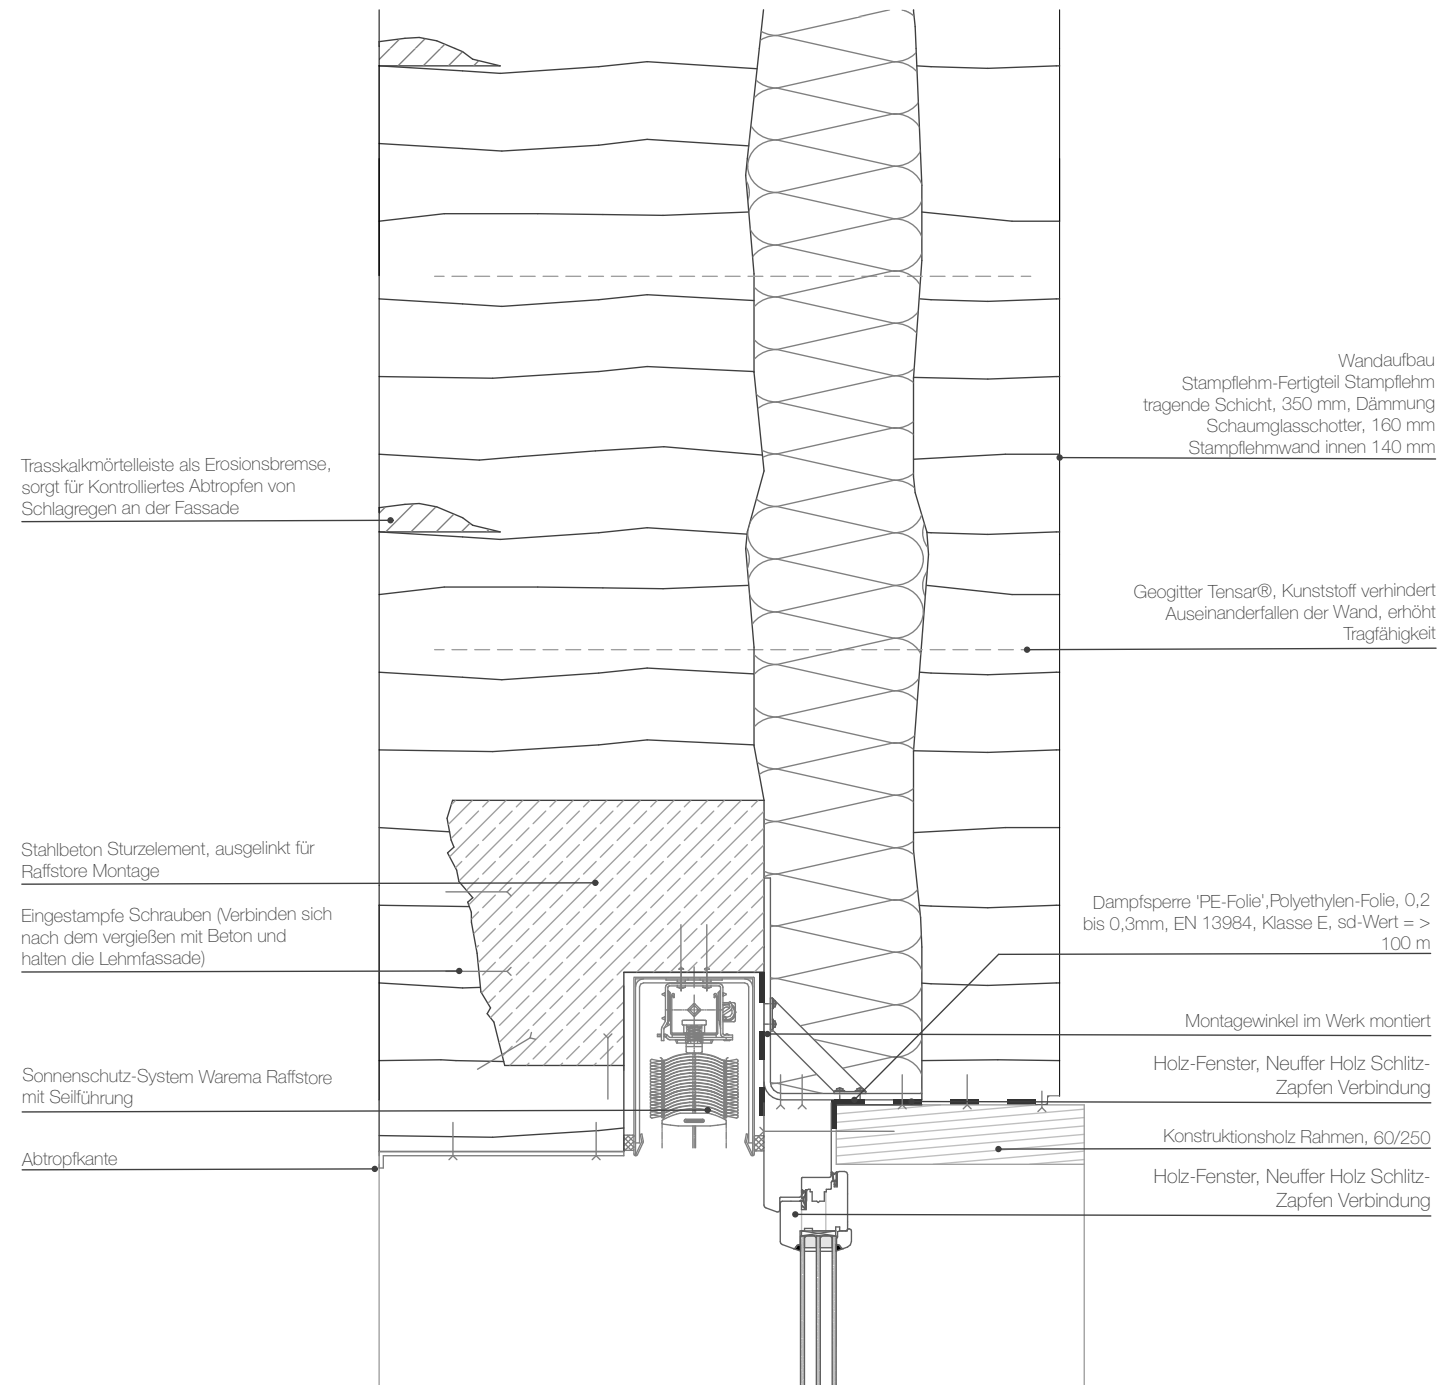 Wandaufbau
Stampflehm-Fertigteil Stampflehm
tragende Schicht, 350 mm, Dämmung
Schaumglasschotter, 160 mm
Stampflehmwand innen 140 mm
Trasskalkmörtelleiste als Erosionsbremse,
sorgt für Kontrolliertes Abtropfen von
Schlagregen an der Fassade
Geogitter Tensar®, Kunststoff verhindert
Auseinanderfallen der Wand, erhöht
Tragfähigkeit
Stahlbeton Sturzelement, ausgelinkt für
Raffstore Montage
Eingestampfe Schrauben (Verbinden sich
nach dem vergießen mit Beton und
halten die Lehmfassade)
Dampfsperre 'PE-Folie',Polyethylen-Folie, 0,2
bis 0,3mm, EN 13984, Klasse E, sd-Wert = >
100 m
Montagewinkel im Werk montiert
Holz-Fenster, Neuffer Holz Schlitz-
Zapfen Verbindung
Sonnenschutz-System Warema Raffstore
mit Seilführung
Konstruktionsholz Rahmen, 60/250
Abtropfkante
Holz-Fenster, Neuffer Holz Schlitz-
Zapfen Verbindung